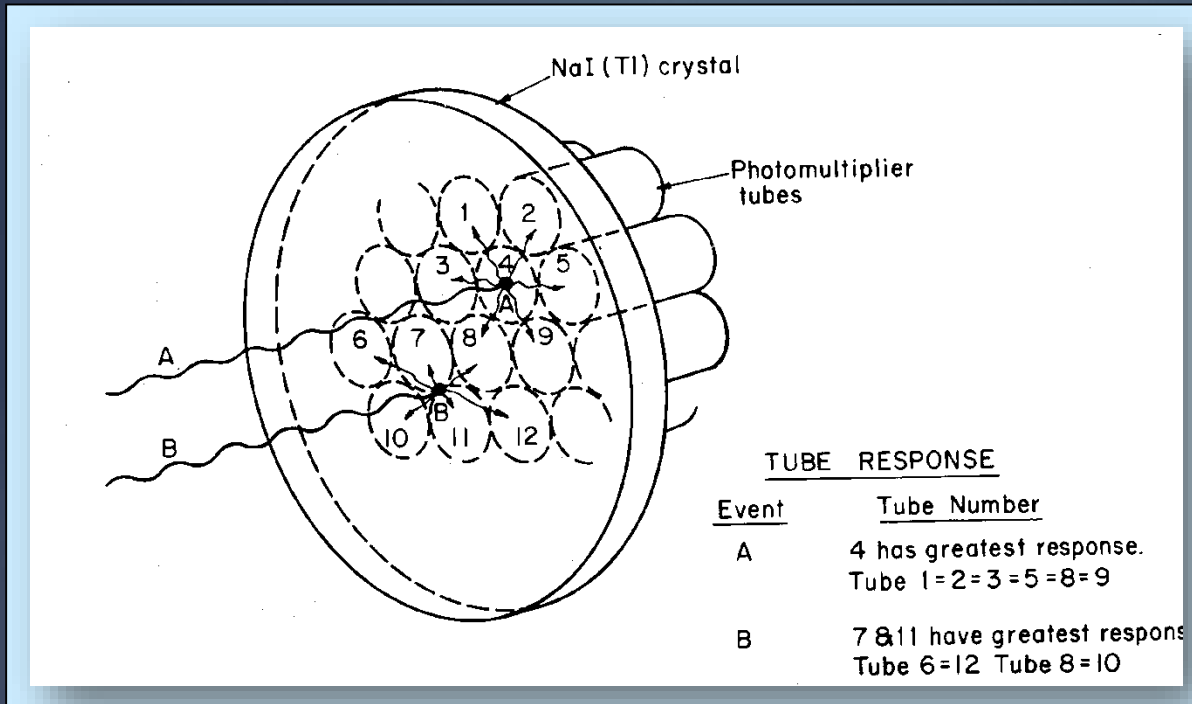 NaI (Tl) crystal
Photomultiplier
tubes
1
2
3
4
5
A
6
7
8
9
A
B
B
10
11
12
TUBE RESPONSE
Event Tube Number
A 4 has greatest response.
Tube 1=2=3=5=8=9
B 7 & 11 have greatest respons
Tube 6=12 Tube 8=10